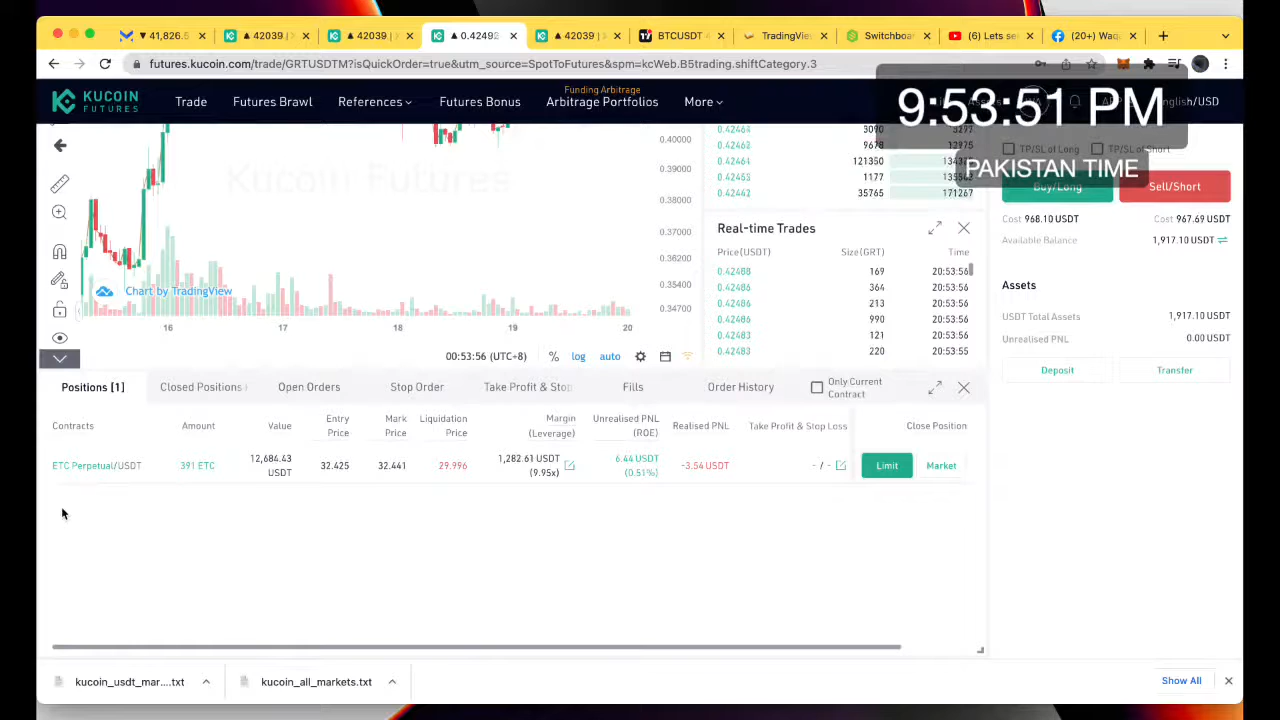 41,826.5
42039 |
42039 |
0.42492
42039 |
BTCUSDT 4
TradingView
Switchboar
(6) Lets se
(20+) Waq
futures.kucoin.com/trade/GRTUSDTM?isQuickOrder=true&utm_source=SpotToFutures&spm=kcWeb.B5trading.shiftCategory.3
KUCOIN
FUTURES
Trade
Futures Brawl
References
Futures Bonus
Funding Arbitrage
Arbitrage Portfolios
More
English/USD
9:53:51 PM
PAKISTAN TIME
TP/SL of Long
TP/SL of Short
Buy/Long
Sell/Short
Cost 968.10 USDT
Cost 967.69 USDT
Available Balance
1,917.10 USDT
Assets
USDT Total Assets
1,917.10 USDT
Unrealised PNL
0.00 USDT
Deposit
Transfer
Kucoin Futures
0.40000
0.39000
0.38000
0.37000
0.36200
0.35400
0.34700
Chart by TradingView
16
17
18
19
20
00:53:56 (UTC+8)
%
log
auto
0.42464
3090
3297
0.42462
9678
12975
0.42461
121350
0.42453
1177
0.42442
35765
171267
Real-time Trades
Price(USDT)
Size(GRT)
Time
0.42488
169
20:53:56
0.42486
364
20:53:56
0.42486
213
20:53:56
0.42486
990
20:53:56
0.42483
121
20:53:56
0.42483
220
20:53:55
Positions [1]
Closed Positions
Open Orders
Stop Order
Take Profit & Stop
Fills
Order History
Only Current
Contract
Contracts
Amount
Value
Entry
Price
Mark
Price
Liquidation
Price
Margin
(Leverage)
Unrealised PNL
(ROE)
Realised PNL
Take Profit & Stop Loss
Close Position
ETC Perpetual/USDT
391 ETC
12,684.43
USDT
32.425
32.441
29.996
1,282.61 USDT
(9.95x)
6.44 USDT
(0.51%)
-3.54 USDT
- / -
Limit
Market
kucoin_usdt_mar....txt
kucoin_all_markets.txt
Show All